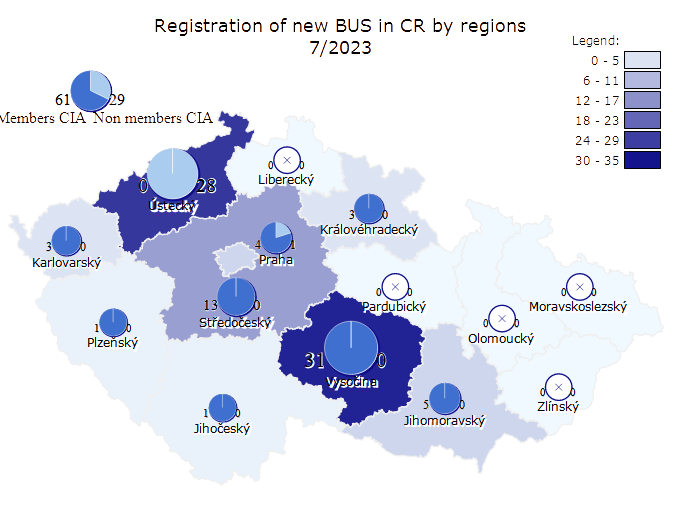 Registration of new BUS in CR by regions
7/2023
Legend:
0 - 5
6 - 11
12 - 17
18 - 23
24 - 29
30 - 35
61 29
Members CIA Non members CIA
0 28
Ústecký
0 0
Liberecký
3 0
Královéhradecký
3 0
Karlovarský
4 1
Praha
13 0
Středočeský
0 0
Pardubický
0 0
Moravskoslezský
0 0
Olomoucký
1 0
Plzeňský
31 0
Vysočina
0 0
Zlínský
1 0
Jihočeský
5 0
Jihomoravský